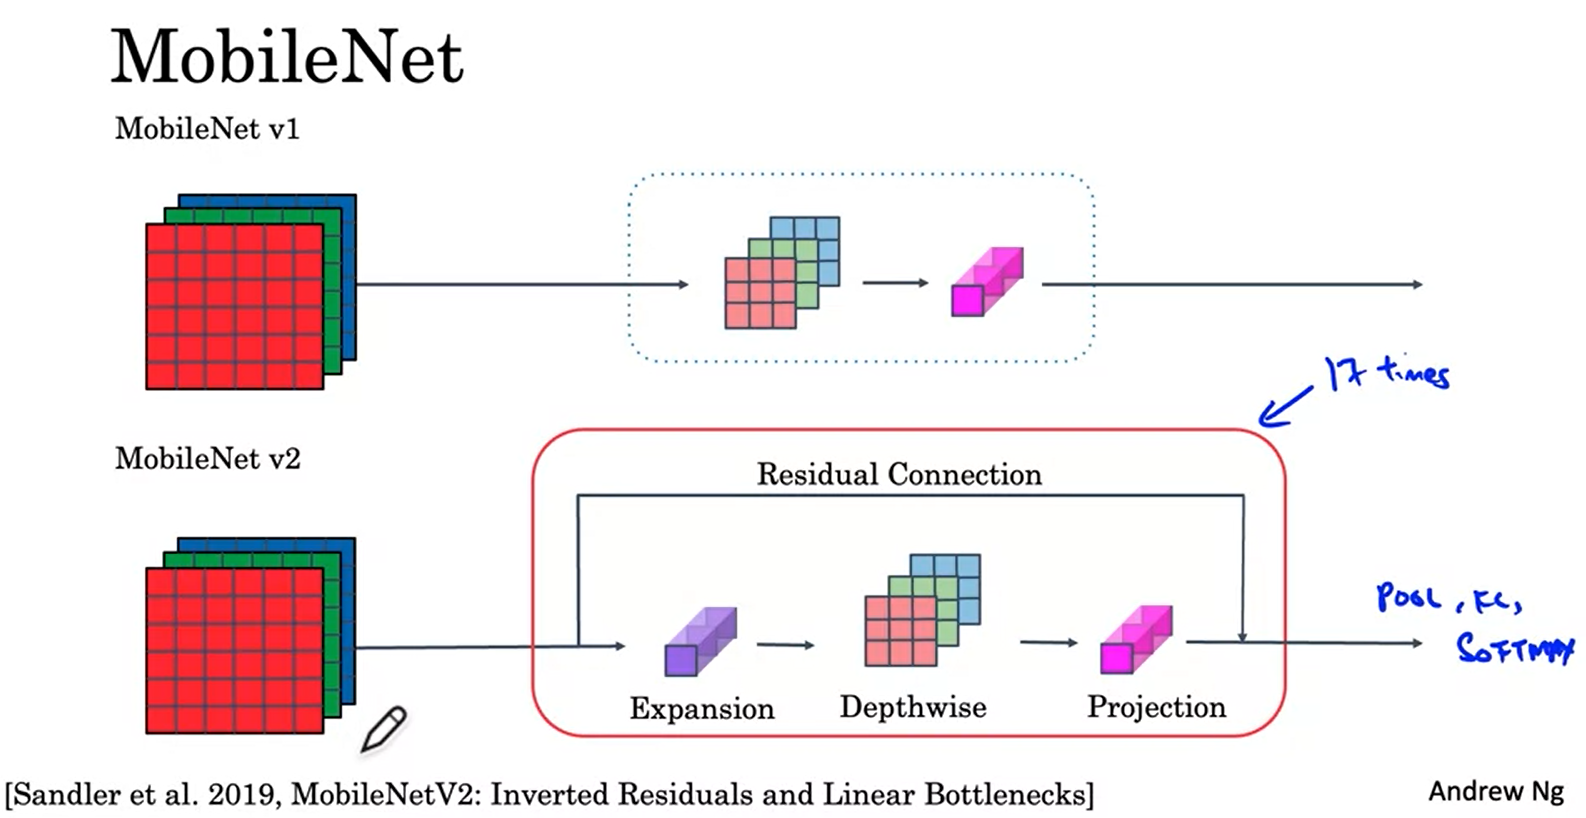 MobileNet
MobileNet v1
17 times
MobileNet v2
Residual Connection
POOL, FC,
SOFTMAX
Expansion
Depthwise
Projection
[Sandler et al. 2019, MobileNetV2: Inverted Residuals and Linear Bottlenecks]
Andrew Ng